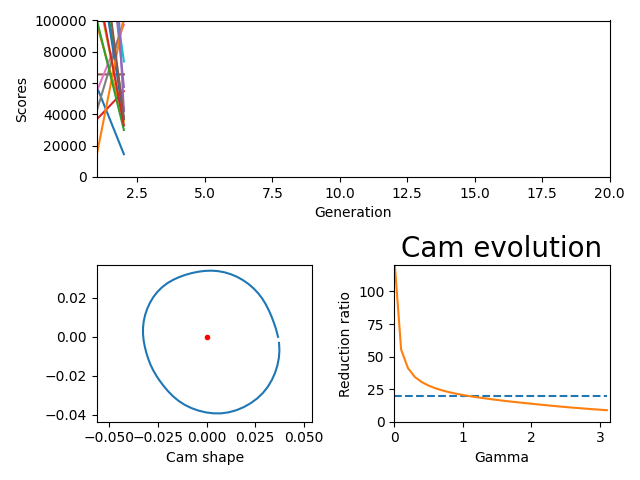 100000
80000
60000
40000
20000
0
Scores
2.5 5.0 7.5 10.0 12.5 15.0 17.5 20.0
Generation
Cam evolution
0.02
0.00
−0.02
−0.04
−0.050 −0.025 0.000 0.025 0.050
Cam shape
100
75
50
25
0
Reduction ratio
0 1 2 3
Gamma